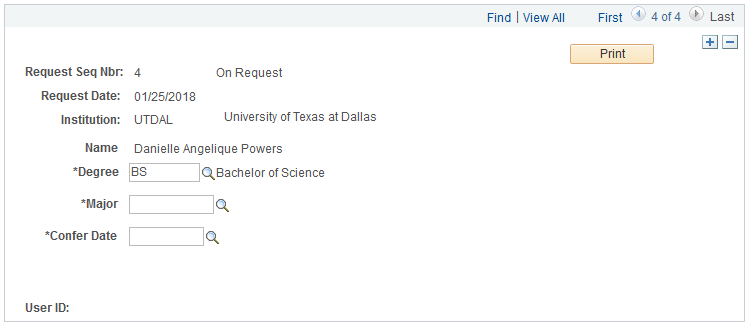 Find | View All First 4 of 4 Last
Print
Request Seq Nbr: 4 On Request
Request Date: 01/25/2018
Institution: UTDAL University of Texas at Dallas
Name Danielle Angelique Powers
*Degree BS Bachelor of Science
*Major
*Confer Date
User ID: